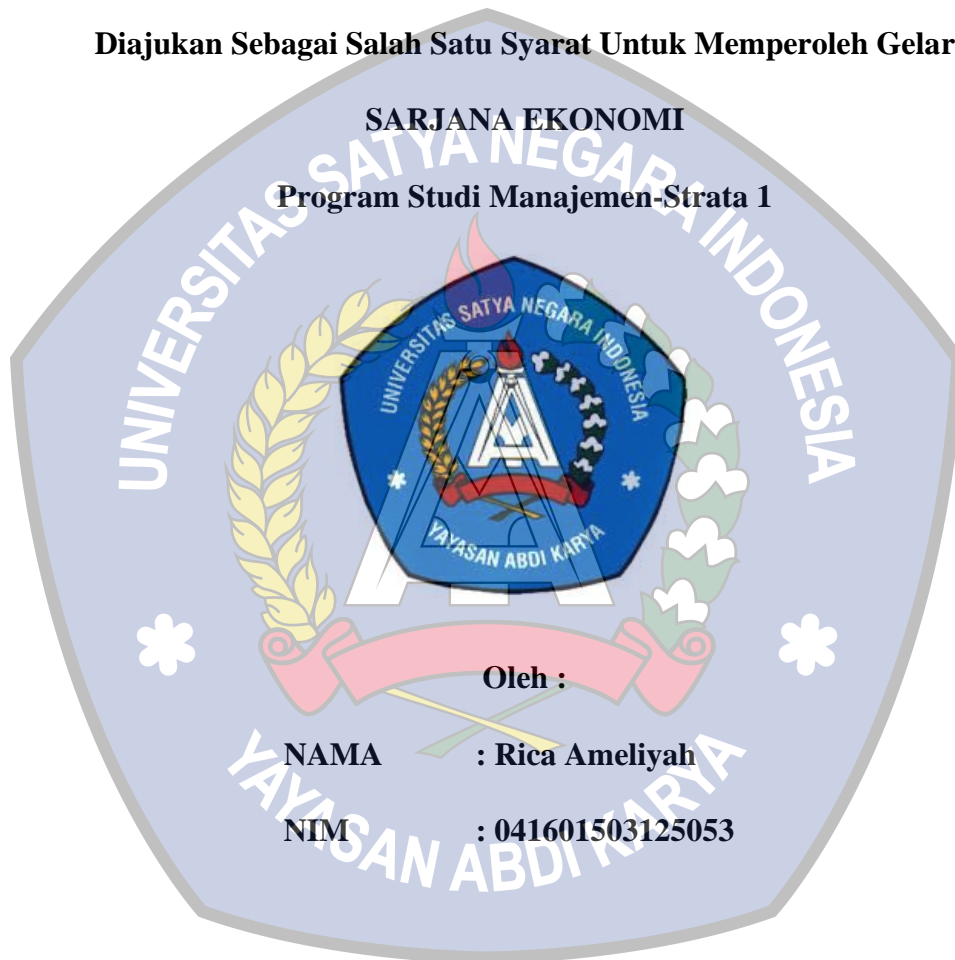 Diajukan Sebagai Salah Satu Syarat Untuk Memperoleh Gelar
SARJANA EKONOMI
Program Studi Manajemen-Strata 1
UNIVERSITAS SATYA NEGARA INDONESIA
YAYASAN ABDI KARYA
UNIVERSITAS SATYA NEGARA INDONESIA
YAYASAN ABDI KARYA
Oleh :
NAMA : Rica Ameliyah
NIM : 041601503125053